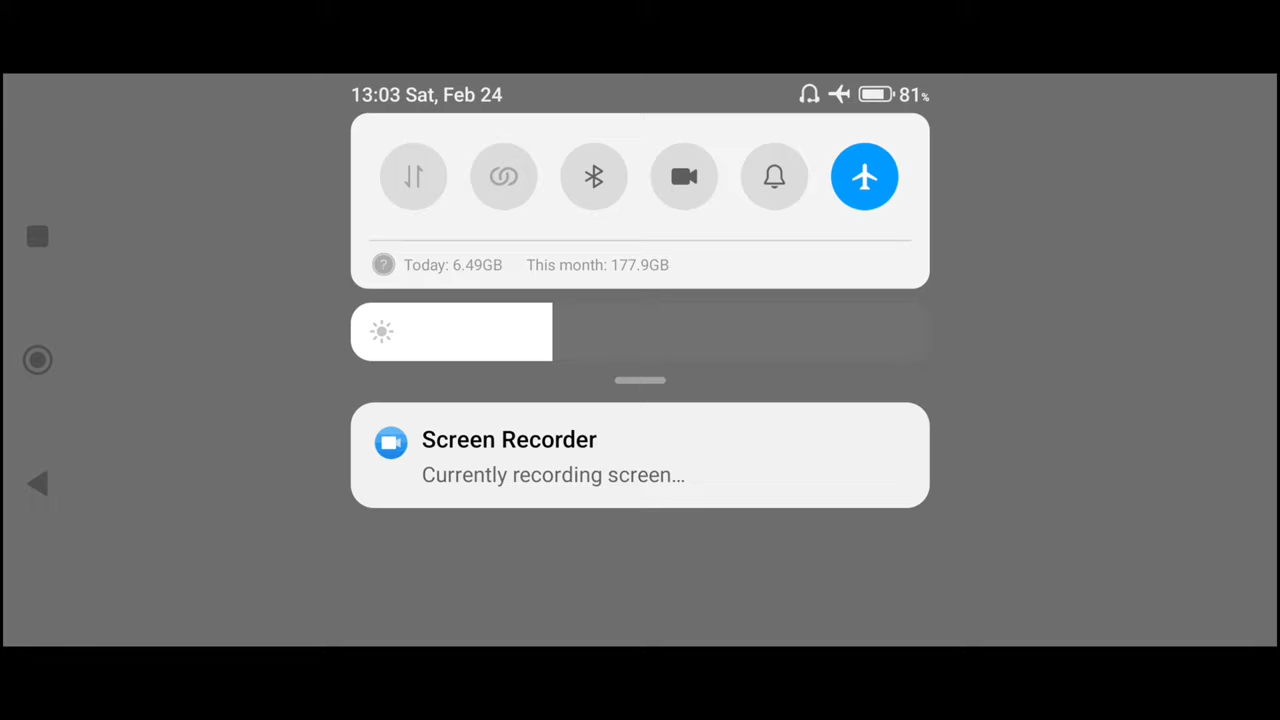 13:03 Sat, Feb 24 81%
Today: 6.49GB This month: 177.9GB
Screen Recorder
Currently recording screen...